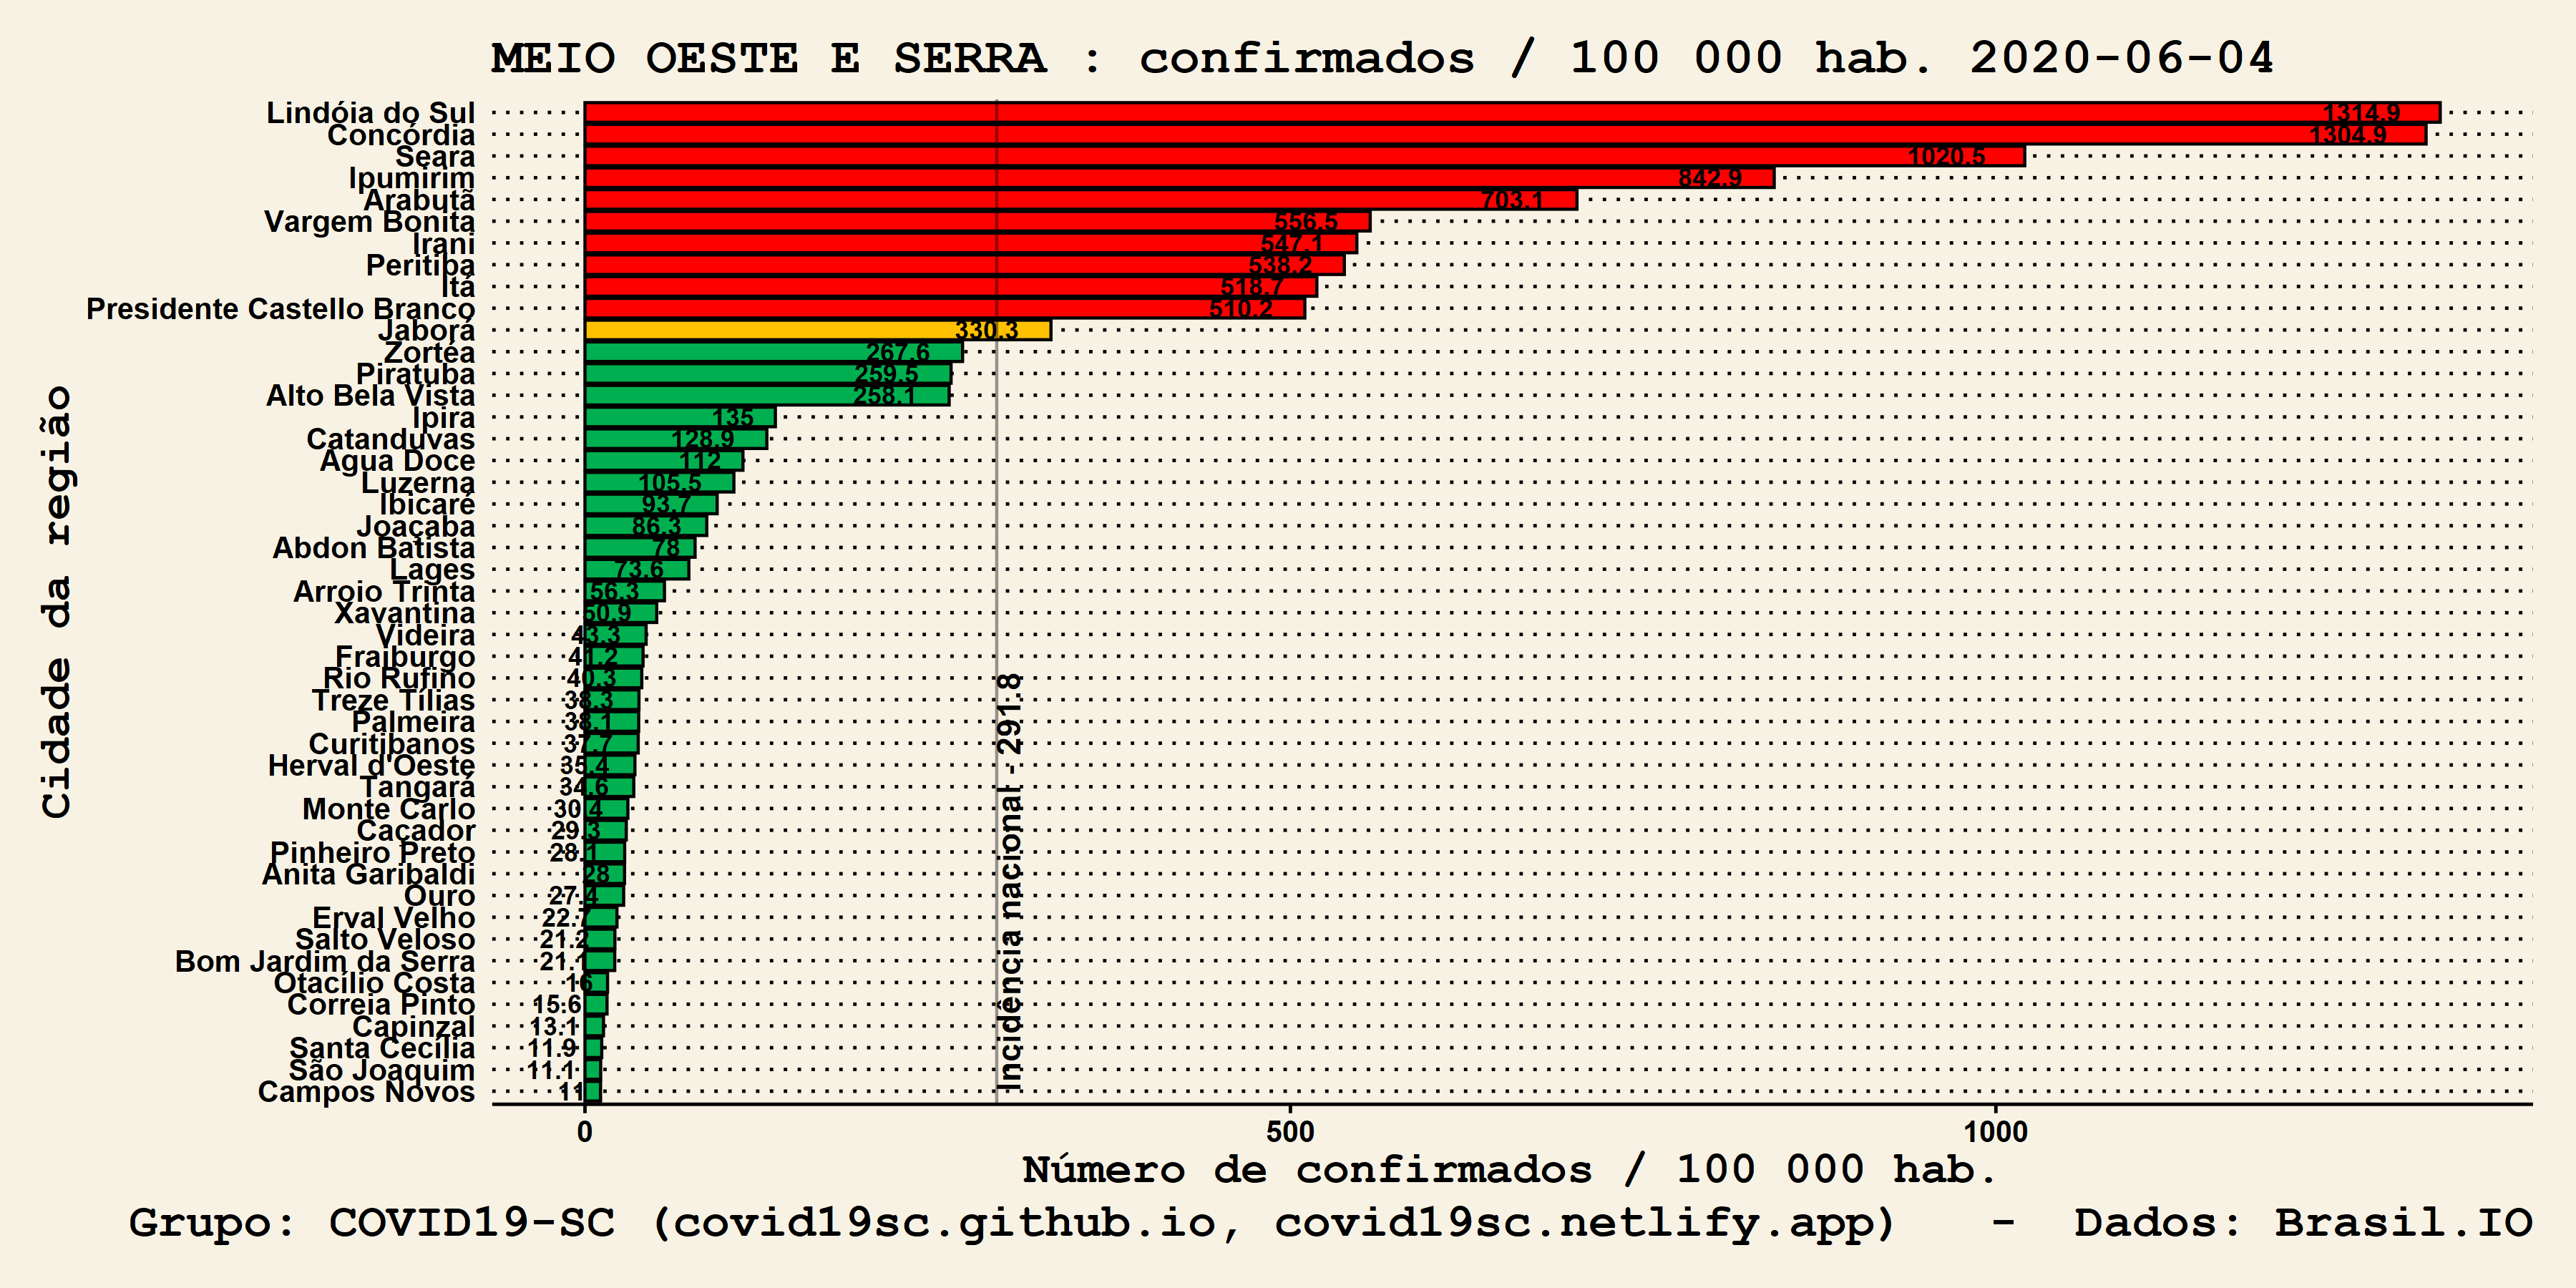 MEIO OESTE E SERRA : confirmados / 100 000 hab. 2020-06-04
Cidade da região
Lindóia do Sul 1314.9
Concórdia 1304.9
Seara 1020.5
Ipumirim 842.9
Arabutã 703.1
Vargem Bonita 556.5
Irani 547.1
Peritiba 538.2
Itá 518.7
Presidente Castello Branco 510.2
Jaborá 330.3
Zortéa 267.6
Piratuba 259.5
Alto Bela Vista 258.1
Ipira 135
Catanduvas 128.9
Água Doce 112
Luzerna 105.5
Ibicaré 93.7
Joaçaba 86.3
Abdon Batista 78
Lages 73.6
Arroio Trinta 56.3
Xavantina 50.9
Videira 43.3
Fraiburgo 41.2
Rio Rufino 40.3
Treze Tílias 38.3
Palmeira 38.1
Curitibanos 37.7
Herval d'Oeste 35.4
Tangará 34.6
Monte Carlo 30.4
Caçador 29.3
Pinheiro Preto 28.1
Anita Garibaldi 28
Ouro 27.4
Erval Velho 22.7
Salto Veloso 21.2
Bom Jardim da Serra 21.1
Otacílio Costa 16
Correia Pinto 15.6
Capinzal 13.1
Santa Cecília 11.9
São Joaquim 11.1
Campos Novos 11
Incidência nacional - 291.8
0 500 1000
Número de confirmados / 100 000 hab.
Grupo: COVID19-SC (covid19sc.github.io, covid19sc.netlify.app) - Dados: Brasil.IO